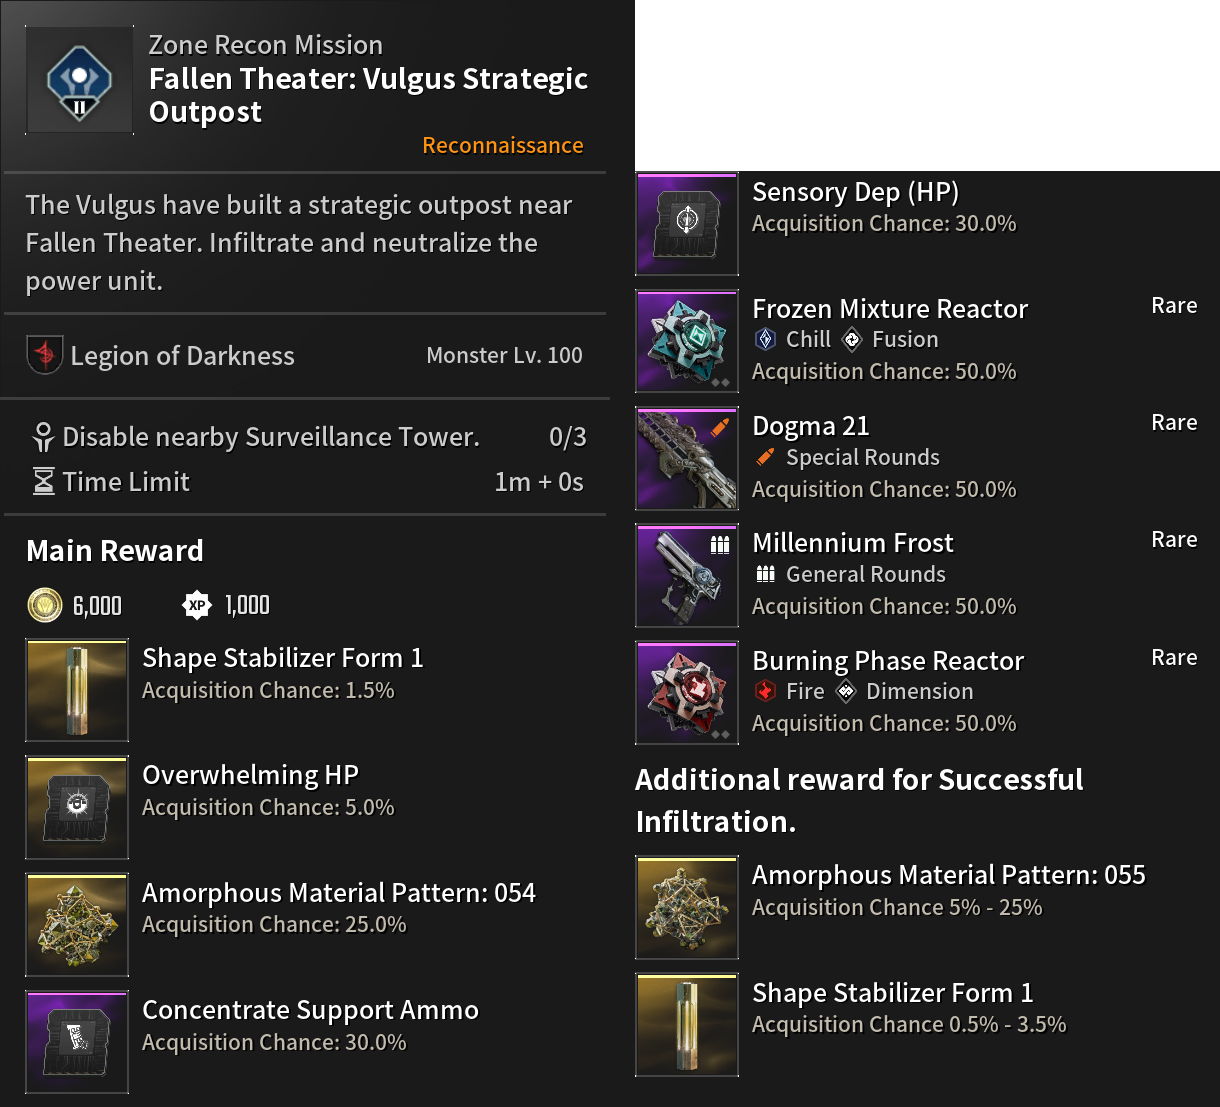 Zone Recon Mission
Fallen Theater: Vulgus Strategic
Outpost
II
Reconnaissance
The Vulgus have built a strategic outpost near
Fallen Theater. Infiltrate and neutralize the
power unit.
Legion of Darkness Monster Lv. 100
Disable nearby Surveillance Tower. 0/3
Time Limit 1m + 0s
Main Reward
6,000 XP 1,000
Shape Stabilizer Form 1
Acquisition Chance: 1.5%
Overwhelming HP
Acquisition Chance: 5.0%
Amorphous Material Pattern: 054
Acquisition Chance: 25.0%
Concentrate Support Ammo
Acquisition Chance: 30.0%
Sensory Dep (HP)
Acquisition Chance: 30.0%
Frozen Mixture Reactor Rare
Chill Fusion
Acquisition Chance: 50.0%
Dogma 21 Rare
Special Rounds
Acquisition Chance: 50.0%
Millennium Frost Rare
General Rounds
Acquisition Chance: 50.0%
Burning Phase Reactor Rare
Fire Dimension
Acquisition Chance: 50.0%
Additional reward for Successful
Infiltration.
Amorphous Material Pattern: 055
Acquisition Chance 5% - 25%
Shape Stabilizer Form 1
Acquisition Chance 0.5% - 3.5%